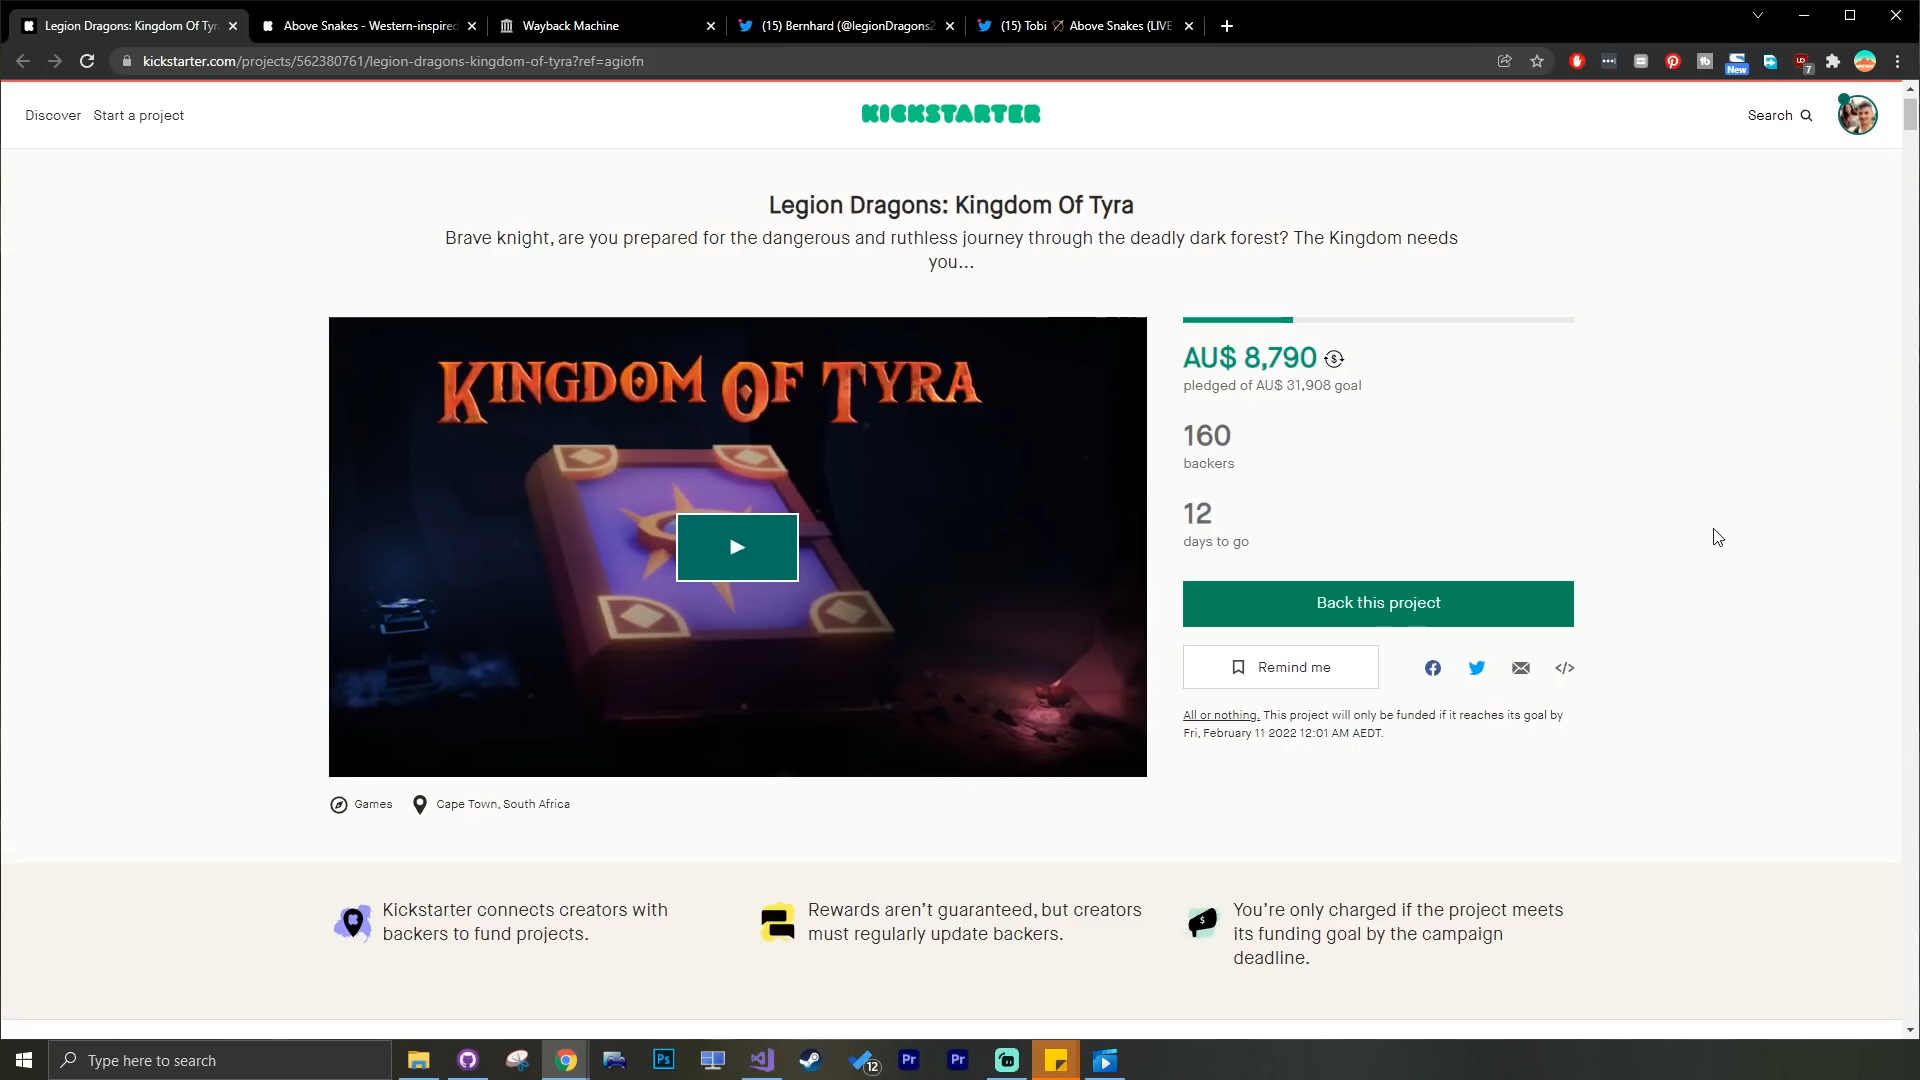 Legion Dragons: Kingdom Of Tyr
Above Snakes - Western-inspired
Wayback Machine
(15) Bernhard (@legionDragons2
(15) Tobi 🏹 Above Snakes (LIVE
kickstarter.com/projects/562380761/legion-dragons-kingdom-of-tyra?ref=agiofn
New
7
Discover
Start a project
KICKSTARTER
Search
Legion Dragons: Kingdom Of Tyra
Brave knight, are you prepared for the dangerous and ruthless journey through the deadly dark forest? The Kingdom needs
you...
KINGDOM OF TYRA
AU$ 8,790
pledged of AU$ 31,908 goal
160
backers
12
days to go
Back this project
Remind me
All or nothing. This project will only be funded if it reaches its goal by
Fri, February 11 2022 12:01 AM AEDT.
Games
Cape Town, South Africa
Kickstarter connects creators with
backers to fund projects.
Rewards aren't guaranteed, but creators
must regularly update backers.
You're only charged if the project meets
its funding goal by the campaign
deadline.
Type here to search
Ps
12
Pr
Pr